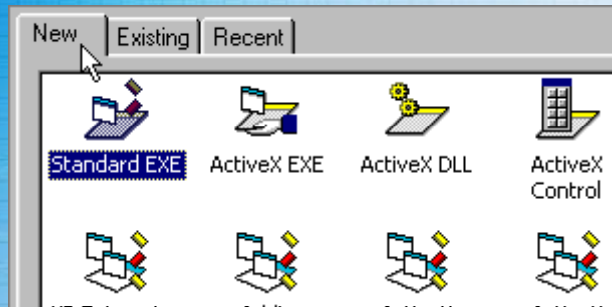 New Existing Recent
Standard EXE ActiveX EXE ActiveX DLL ActiveX
Control